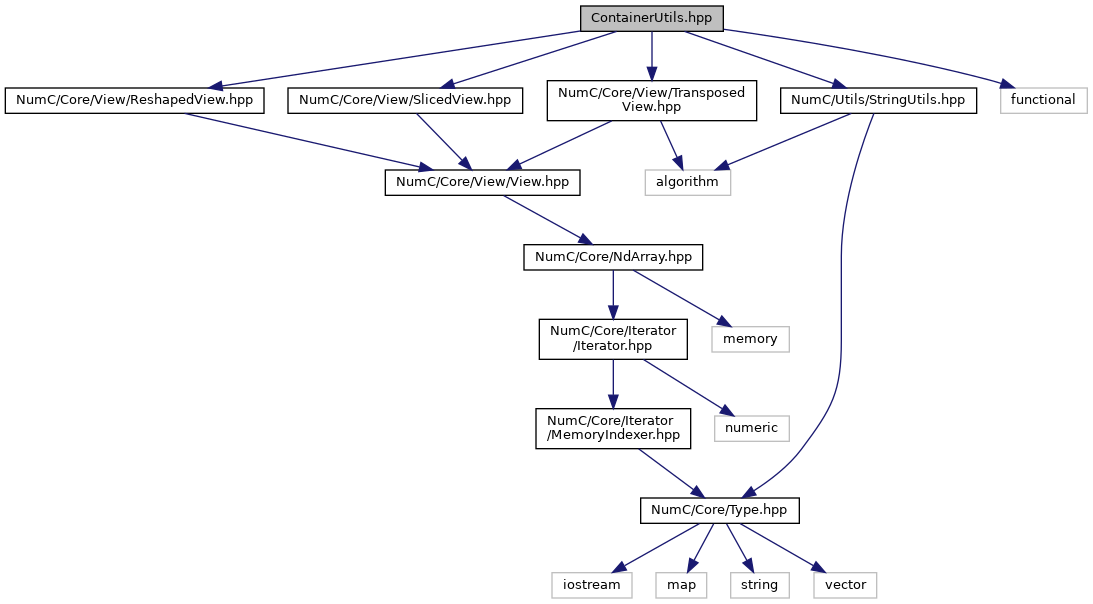 ContainerUtils.hpp
NumC/Core/View/ReshapedView.hpp
NumC/Core/View/SlicedView.hpp
NumC/Core/View/Transposed
View.hpp
NumC/Utils/StringUtils.hpp
functional
NumC/Core/View/View.hpp
algorithm
NumC/Core/NdArray.hpp
NumC/Core/Iterator
/Iterator.hpp
memory
NumC/Core/Iterator
/MemoryIndexer.hpp
numeric
NumC/Core/Type.hpp
iostream
map
string
vector